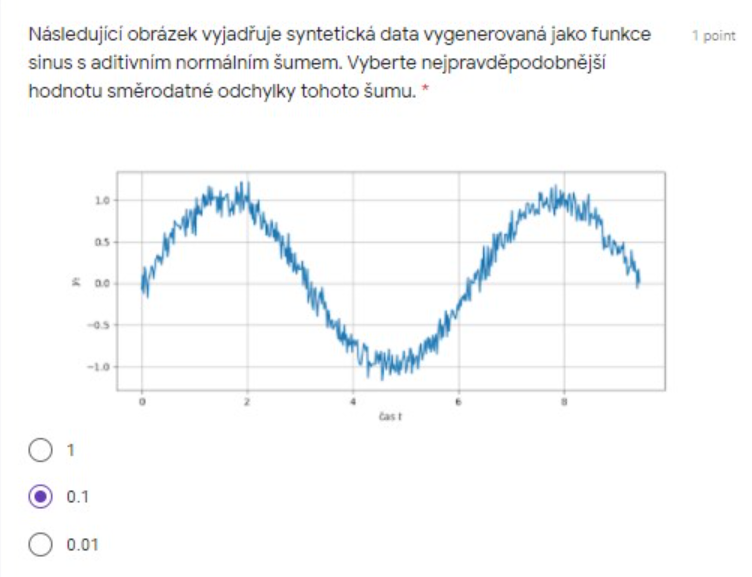 Následující obrázek vyjadřuje syntetická data vygenerovaná jako funkce
1 point
sinus s aditivním normálním šumem. Vyberte nejpravděpodobnější
hodnotu směrodatné odchylky tohoto šumu. *
1.0
0.5
0.0
−0.5
−1.0
0 2 4 6 8
čas t
1
0.1
0.01